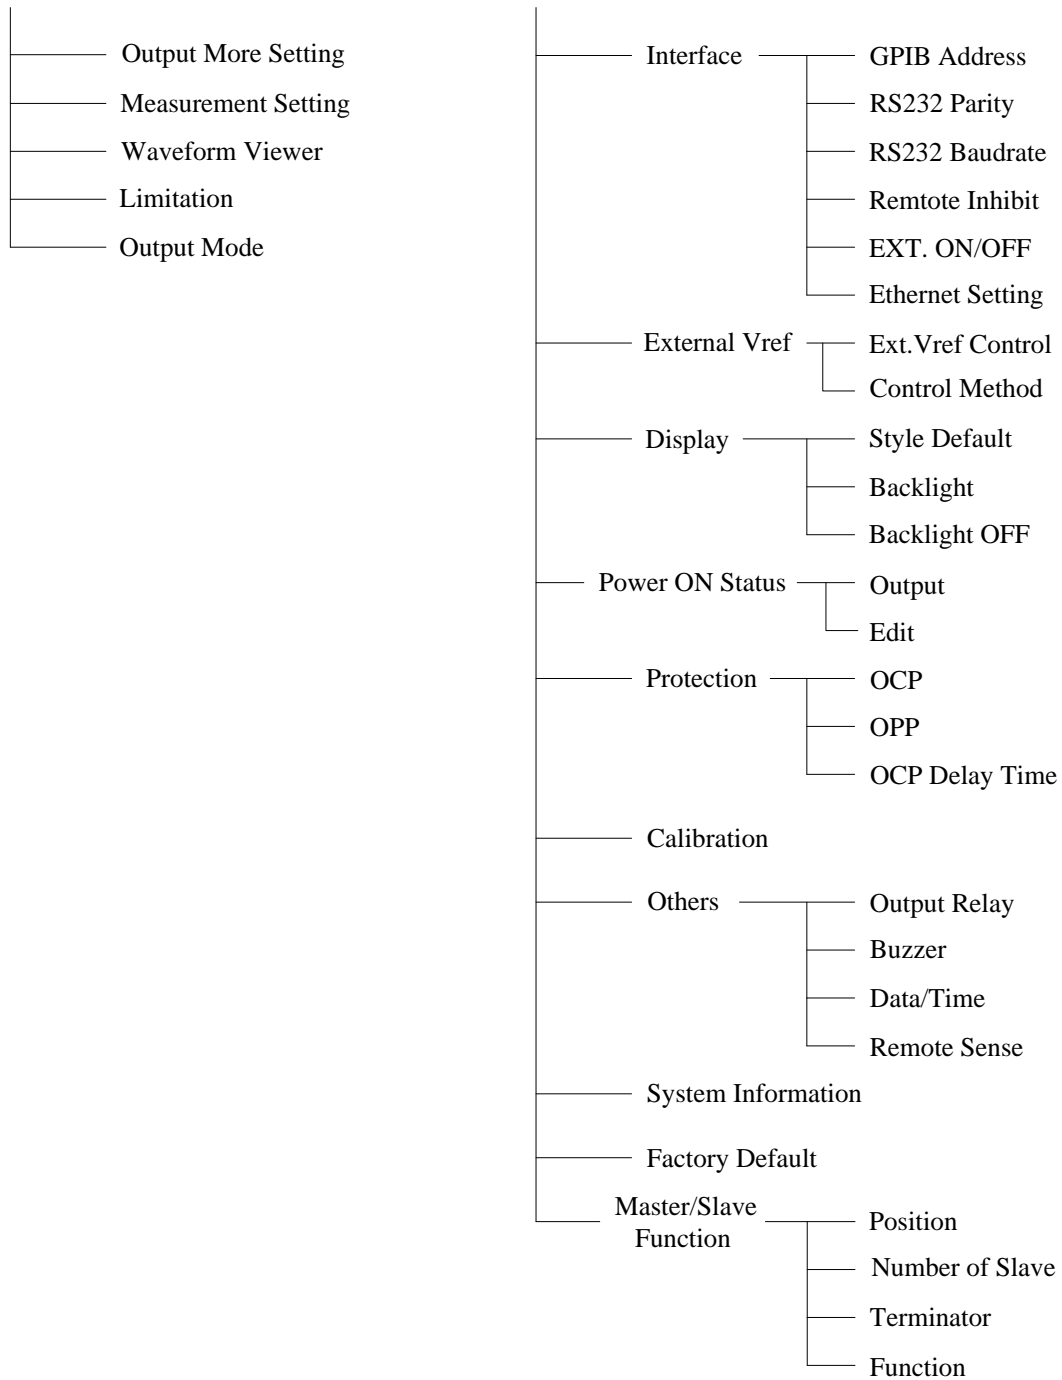 Output More Setting
Measurement Setting
Waveform Viewer
Limitation
Output Mode
Interface
GPIB Address
RS232 Parity
RS232 Baudrate
Remtote Inhibit
EXT. ON/OFF
Ethernet Setting
External Vref
Ext.Vref Control
Control Method
Display
Style Default
Backlight
Backlight OFF
Power ON Status
Output
Edit
Protection
OCP
OPP
OCP Delay Time
Calibration
Others
Output Relay
Buzzer
Data/Time
Remote Sense
System Information
Factory Default
Master/Slave
Function
Position
Number of Slave
Terminator
Function